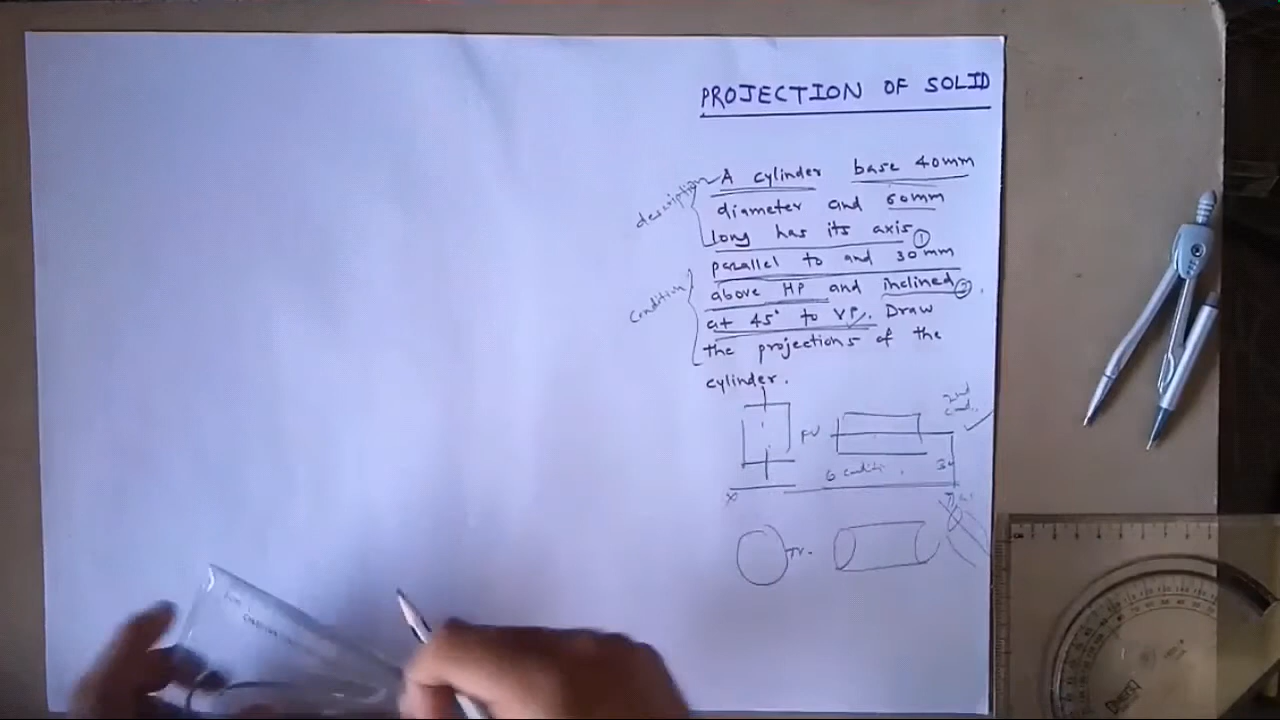 PROJECTION OF SOLID
description
A cylinder base 40mm
diameter and 60mm
long has its axis ①
parallel to and 30mm
condition
above HP and inclined ②.
at 45° to VP. Draw
the projections of the
cylinder.
2nd
FV
30
X
TV.